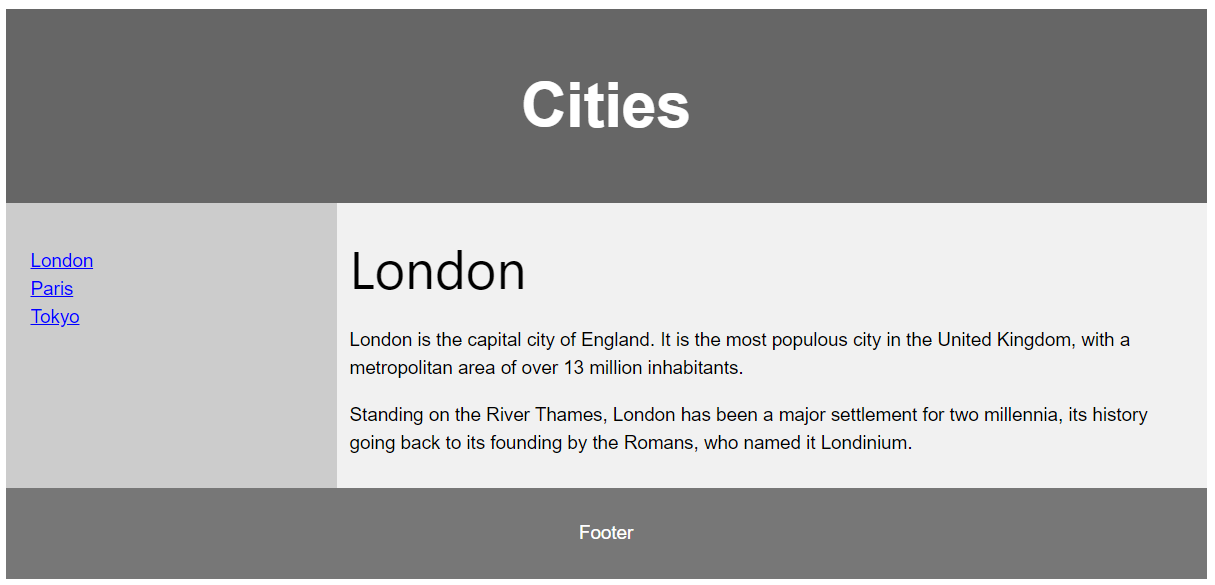 Cities
London
Paris
Tokyo
London
London is the capital city of England. It is the most populous city in the United Kingdom, with a
metropolitan area of over 13 million inhabitants.
Standing on the River Thames, London has been a major settlement for two millennia, its history
going back to its founding by the Romans, who named it Londinium.
Footer